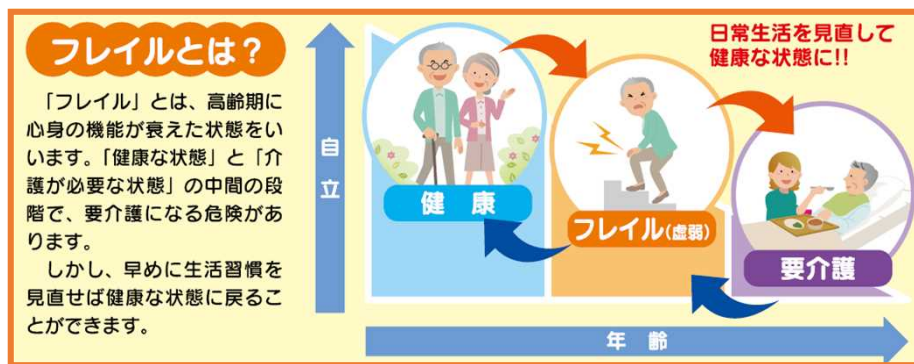 フレイルとは？
「フレイル」とは、高齢期に
心身の機能が衰えた状態をい
います。「健康な状態」と「介
護が必要な状態」の中間の段
階で、要介護になる危険があ
ります。
しかし、早めに生活習慣を
見直せば健康な状態に戻るこ
とができます。
自立
日常生活を見直して
健康な状態に!!
健康
フレイル(虚弱)
要介護
年齢